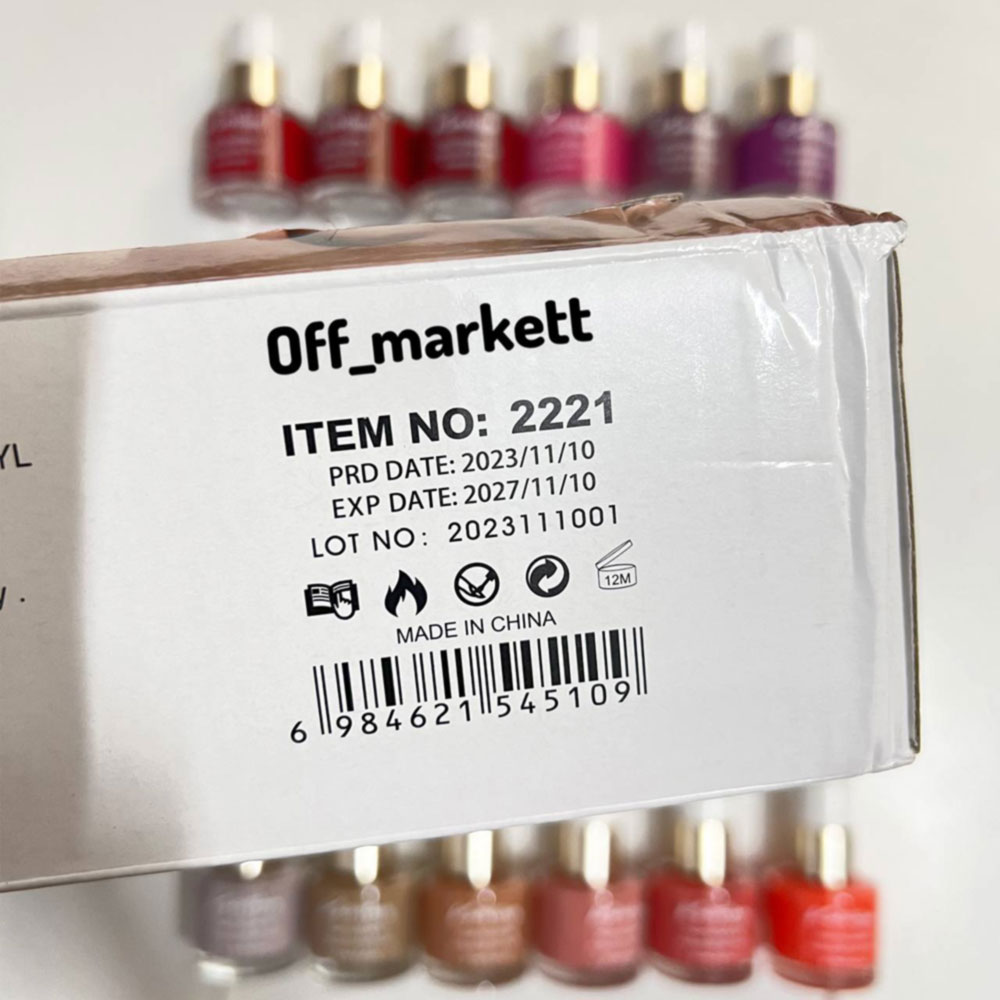 Off_markett
ITEM NO: 2221
PRD DATE: 2023/11/10
EXP DATE: 2027/11/10
LOT NO: 2023111001
12M
MADE IN CHINA
6 984621 545109
YL